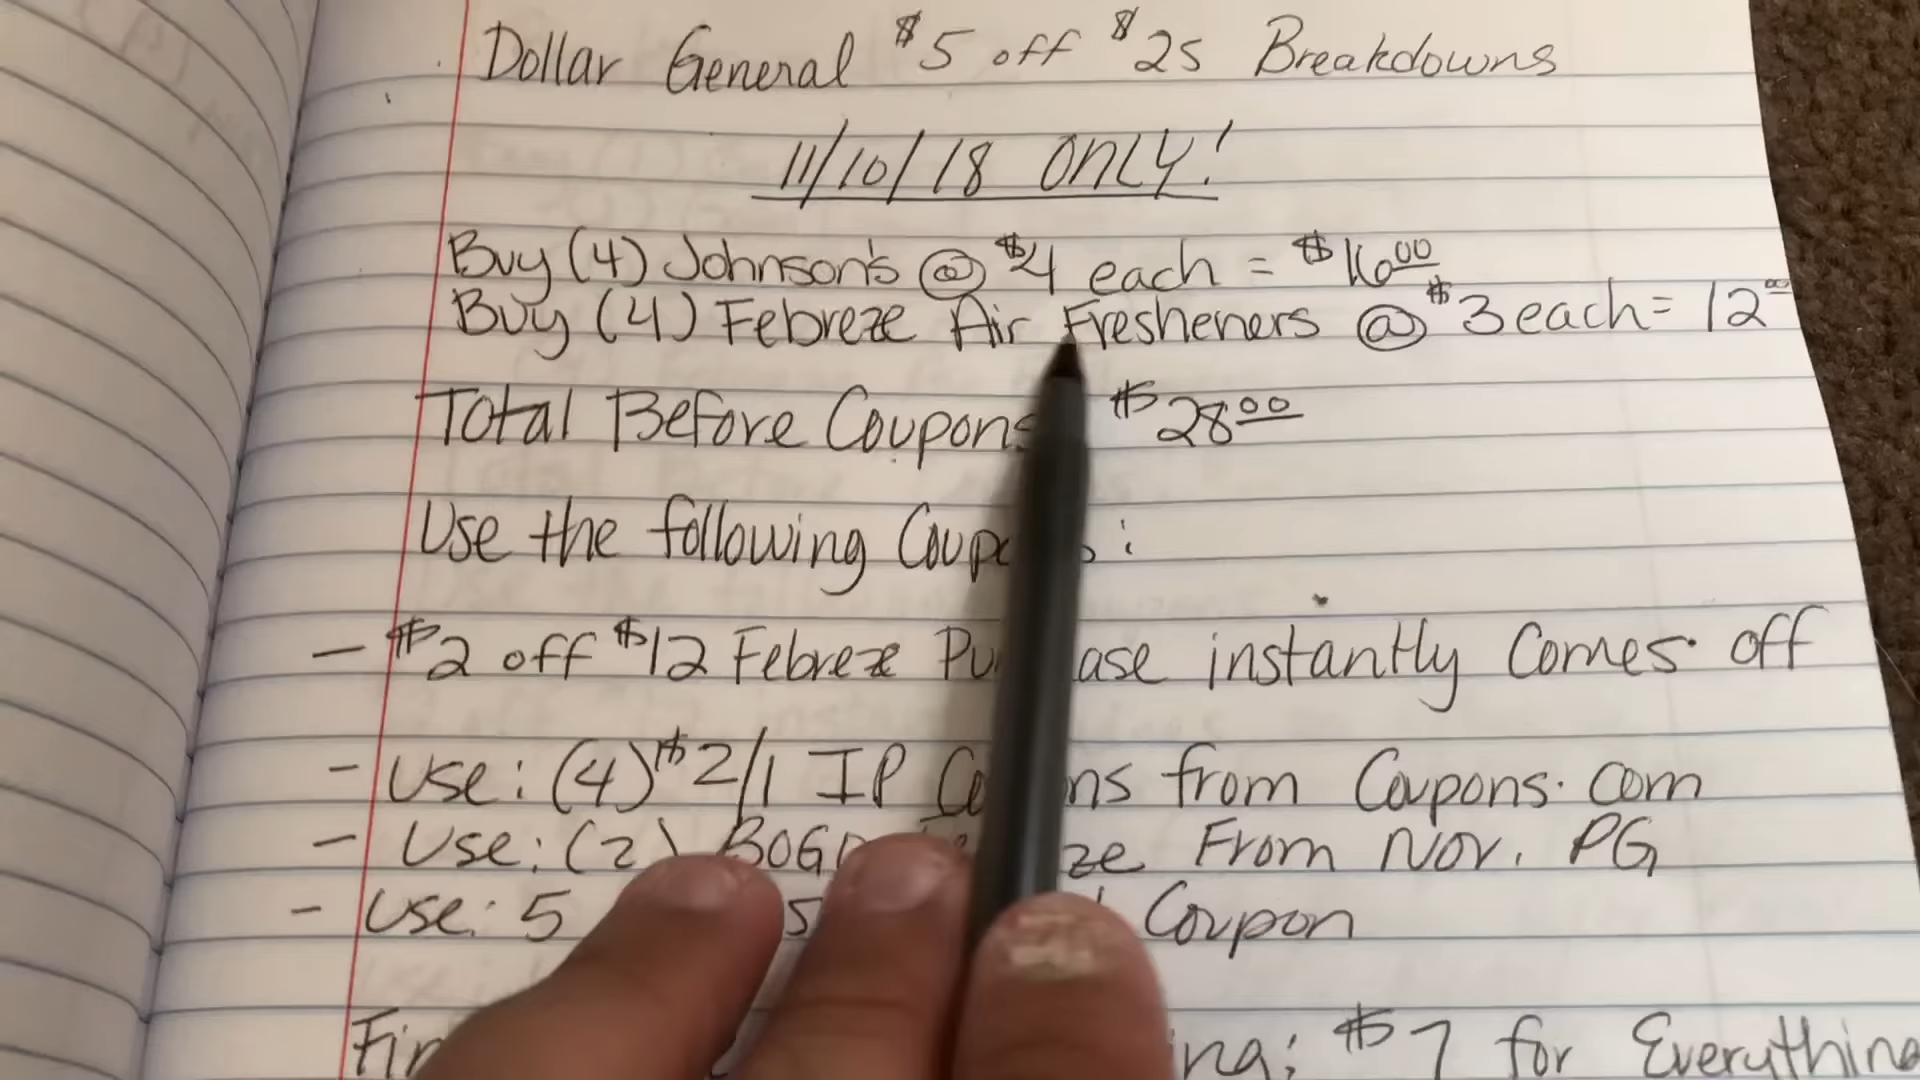 Dollar General $5 off $25 Breakdowns
11/10/18 ONLY!
Buy (4) Johnson's @ $4 each = $16.00
Buy (4) Febreze Air Fresheners @ $3 each = 12.00
Total Before Coupons $28.00
Use the following :
- $2 off $12 Febreze instantly Comes off
- Use: (4) $2/1 IP from Coupons.com
- Use: (2) From Nov. PG
- Use: 5 Coupon
$7 for Everything